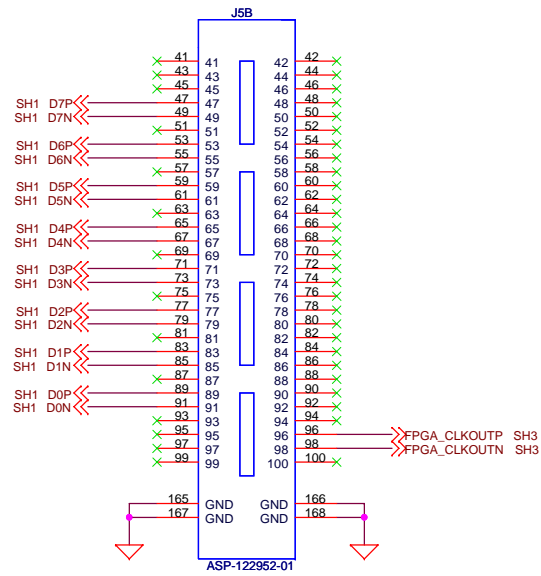 J5B
41 41 42 42
43 43 44 44
45 45 46 46
SH1 D7P 47 47 48 48
SH1 D7N 49 49 50 50
51 51 52 52
SH1 D6P 53 53 54 54
SH1 D6N 55 55 56 56
57 57 58 58
SH1 D5P 59 59 60 60
SH1 D5N 61 61 62 62
63 63 64 64
SH1 D4P 65 65 66 66
SH1 D4N 67 67 68 68
69 69 70 70
SH1 D3P 71 71 72 72
SH1 D3N 73 73 74 74
75 75 76 76
SH1 D2P 77 77 78 78
SH1 D2N 79 79 80 80
81 81 82 82
SH1 D1P 83 83 84 84
SH1 D1N 85 85 86 86
87 87 88 88
SH1 D0P 89 89 90 90
SH1 D0N 91 91 92 92
93 93 94 94
95 95 96 96 FPGA_CLKOUTP SH3
97 97 98 98 FPGA_CLKOUTN SH3
99 99 100 100
165 GND GND 166
167 GND GND 168
ASP-122952-01